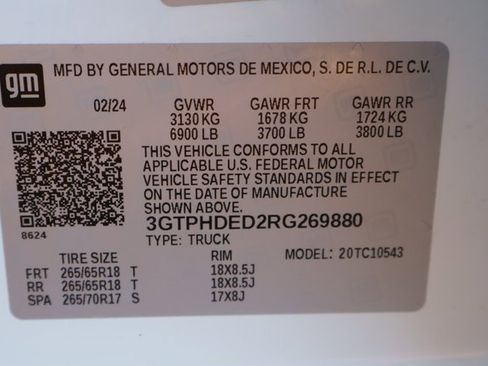 gm
MFD BY GENERAL MOTORS DE MEXICO, S. DE R.L. DE C.V.
02/24 GVWR GAWR FRT GAWR RR
3130 KG 1678 KG 1724 KG
6900 LB 3700 LB 3800 LB
THIS VEHICLE CONFORMS TO ALL
APPLICABLE U.S. FEDERAL MOTOR
VEHICLE SAFETY STANDARDS IN EFFECT
ON THE DATE OF MANUFACTURE
SHOWN ABOVE.
8624
3GTPHDED2RG269880
TYPE: TRUCK MODEL: 20TC10543
TIRE SIZE RIM
FRT 265/65R18 T 18X8.5J
RR 265/65R18 T 18X8.5J
SPA 265/70R17 S 17X8J